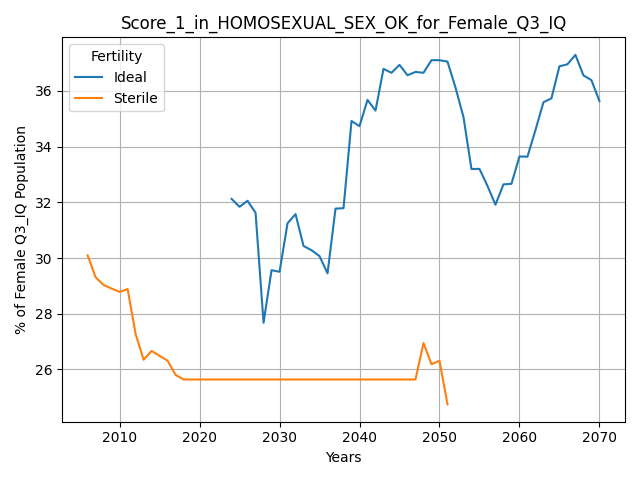 Score_1_in_HOMOSEXUAL_SEX_OK_for_Female_Q3_IQ
Fertility
Ideal
Sterile
% of Female Q3_IQ Population
36
34
32
30
28
26
2010 2020 2030 2040 2050 2060 2070
Years